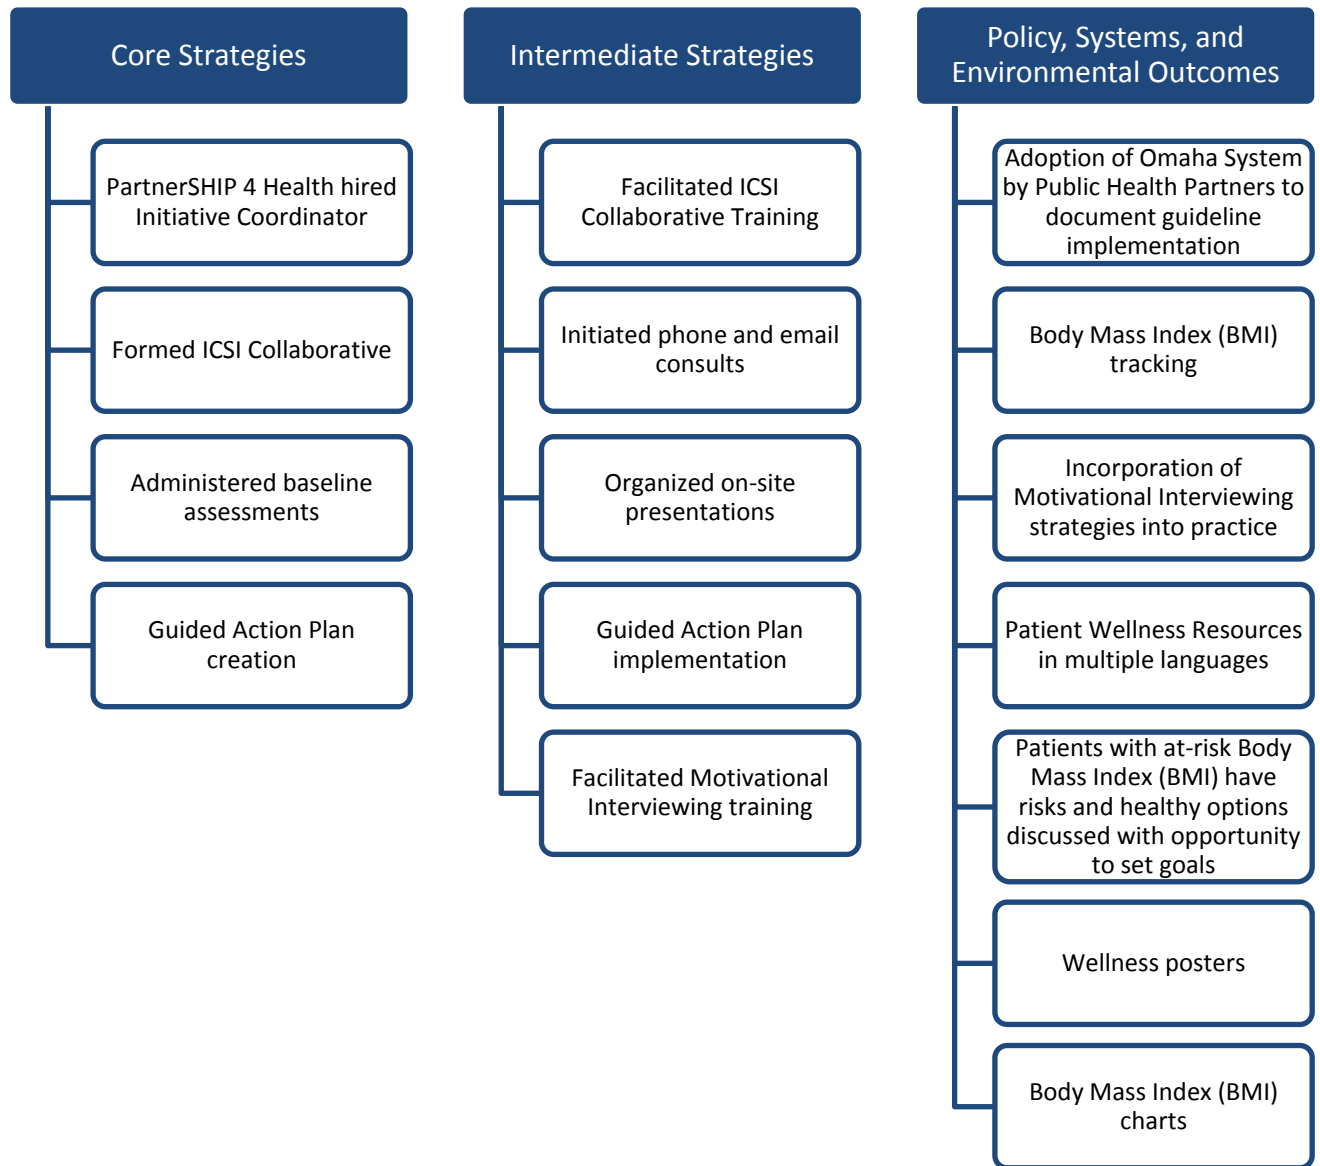 Core Strategies
PartnerSHIP 4 Health hired
Initiative Coordinator
Formed ICSI Collaborative
Administered baseline
assessments
Guided Action Plan
creation
Intermediate Strategies
Facilitated ICSI
Collaborative Training
Initiated phone and email
consults
Organized on-site
presentations
Guided Action Plan
implementation
Facilitated Motivational
Interviewing training
Policy, Systems, and
Environmental Outcomes
Adoption of Omaha System
by Public Health Partners to
document guideline
implementation
Body Mass Index (BMI)
tracking
Incorporation of
Motivational Interviewing
strategies into practice
Patient Wellness Resources
in multiple languages
Patients with at-risk Body
Mass Index (BMI) have
risks and healthy options
discussed with opportunity
to set goals
Wellness posters
Body Mass Index (BMI)
charts